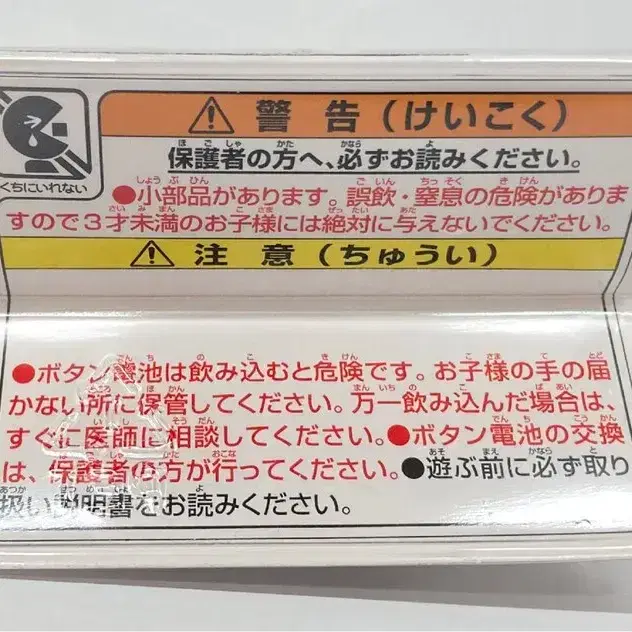 ⚠ 警告（けいこく）
保護者の方へ、必ずお読みください。
くちにいれない
●小部品があります。誤飲・窒息の危険がありま
すので3才未満のお子様には絶対に与えないでください。
⚠ 注意（ちゅうい）
●ボタン電池は飲み込むと危険です。お子様の手の届
かない所に保管してください。万一飲み込んだ場合は、
すぐに医師に相談してください。●ボタン電池の交換
は、保護者の方が行ってください。●遊ぶ前に必ず取り
扱い説明書をお読みください。